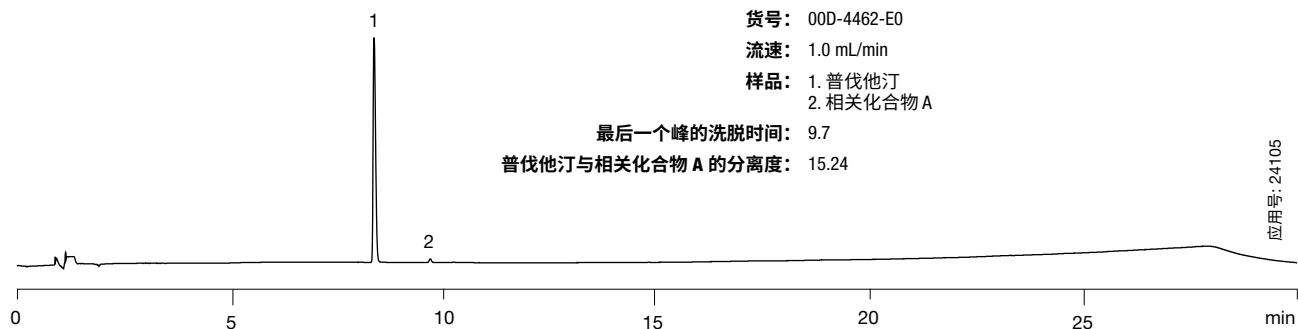 货号： 00D-4462-E0
流速： 1.0 mL/min
样品： 1. 普伐他汀
2. 相关化合物 A
最后一个峰的洗脱时间： 9.7
普伐他汀与相关化合物 A 的分离度： 15.24
应用号: 24105
1
2
0 5 10 15 20 25 min